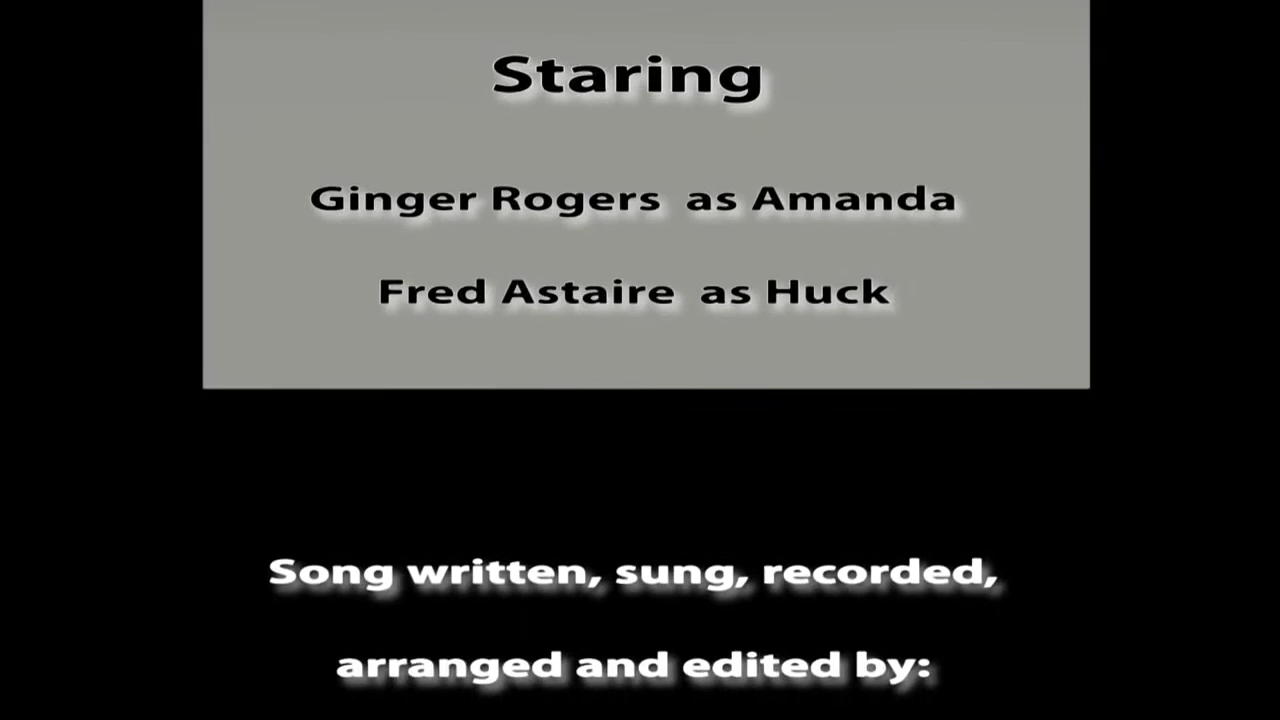 Staring
Ginger Rogers as Amanda
Fred Astaire as Huck
Song written, sung, recorded,
arranged and edited by: